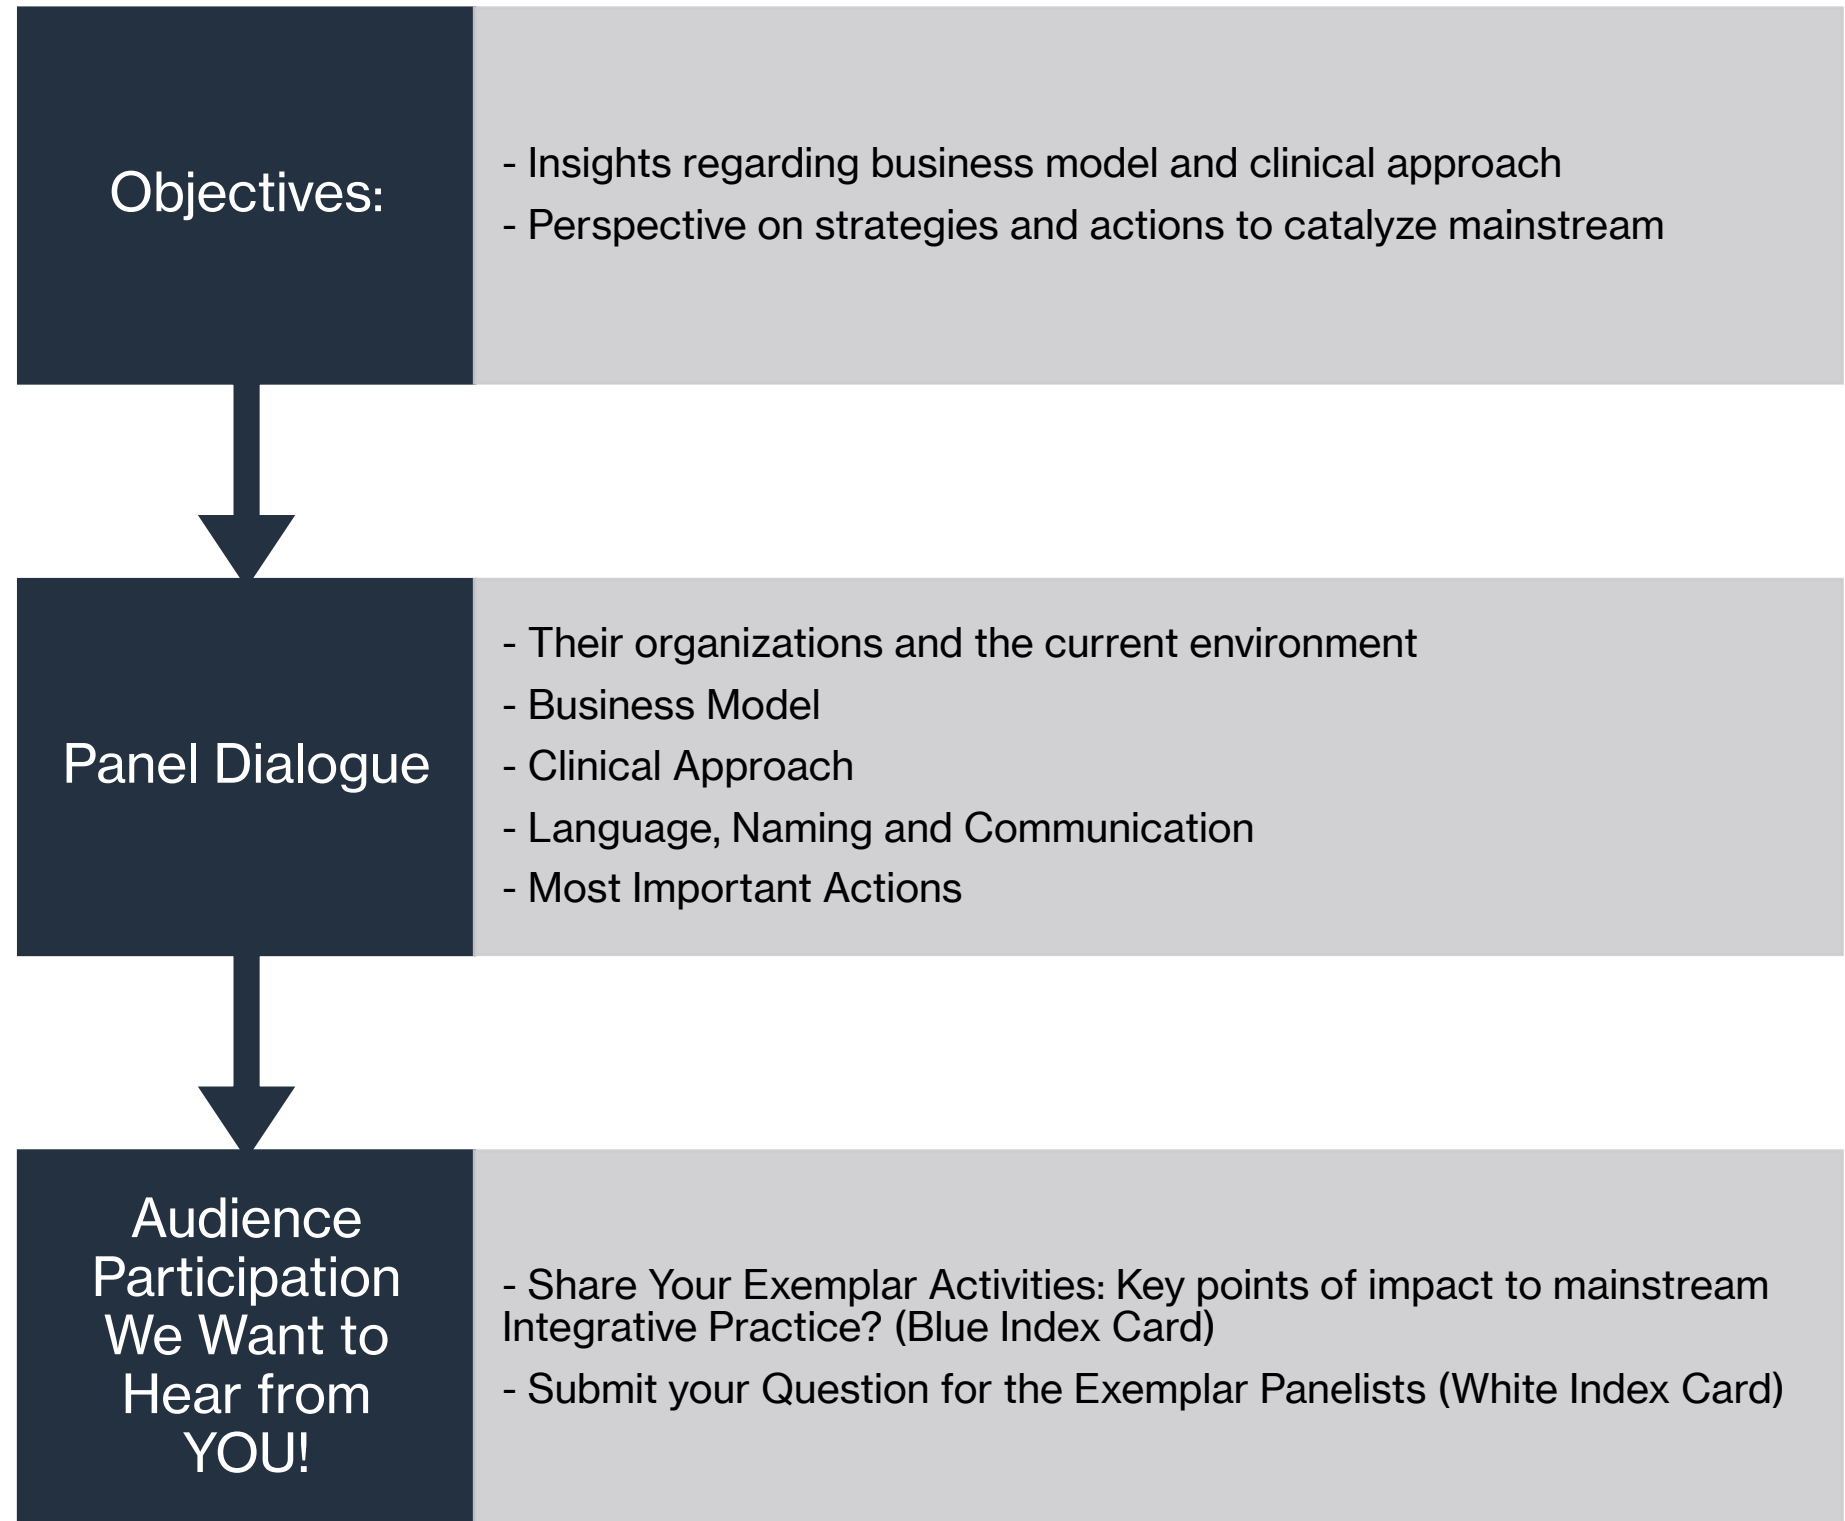 Objectives:
- Insights regarding business model and clinical approach
- Perspective on strategies and actions to catalyze mainstream
Panel Dialogue
- Their organizations and the current environment
- Business Model
- Clinical Approach
- Language, Naming and Communication
- Most Important Actions
Audience
Participation
We Want to
Hear from
YOU!
- Share Your Exemplar Activities: Key points of impact to mainstream
Integrative Practice? (Blue Index Card)
- Submit your Question for the Exemplar Panelists (White Index Card)